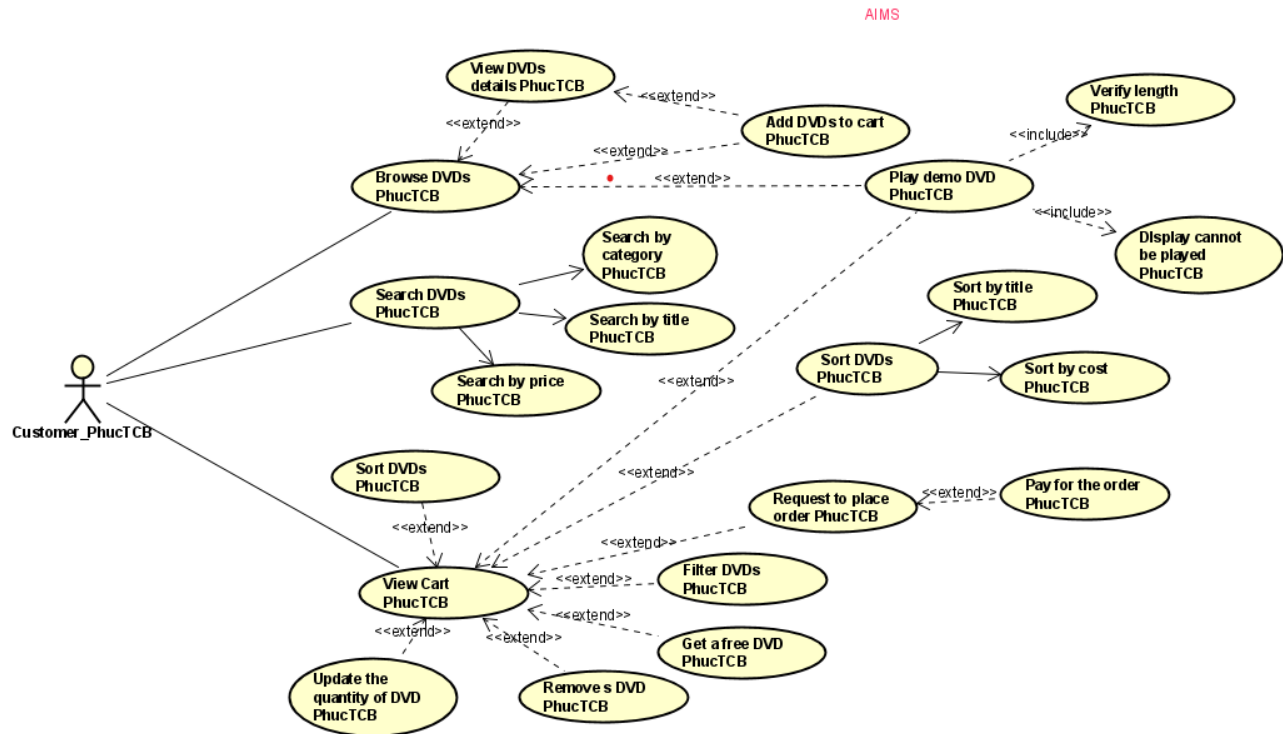 AIMS
View DVDs
details PhucTCB
<<extend>>
<<extend>>
Add DVDs to cart
PhucTCB
Verify length
PhucTCB
<<include>>
<<extend>>
Browse DVDs
PhucTCB
<<extend>>
Play demo DVD
PhucTCB
<<include>>
DIsplay cannot
be played
PhucTCB
Search by
category
PhucTCB
Search DVDs
PhucTCB
Search by title
PhucTCB
Search by price
PhucTCB
Sort by title
PhucTCB
Sort DVDs
PhucTCB
Sort by cost
PhucTCB
<<extend>>
Customer_PhucTCB
Sort DVDs
PhucTCB
<<extend>>
<<extend>>
Request to place
order PhucTCB
<<extend>>
Pay for the order
PhucTCB
<<extend>>
View Cart
PhucTCB
<<extend>>
Filter DVDs
PhucTCB
<<extend>>
Get a free DVD
PhucTCB
<<extend>>
<<extend>>
Update the
quantity of DVD
PhucTCB
Remove s DVD
PhucTCB